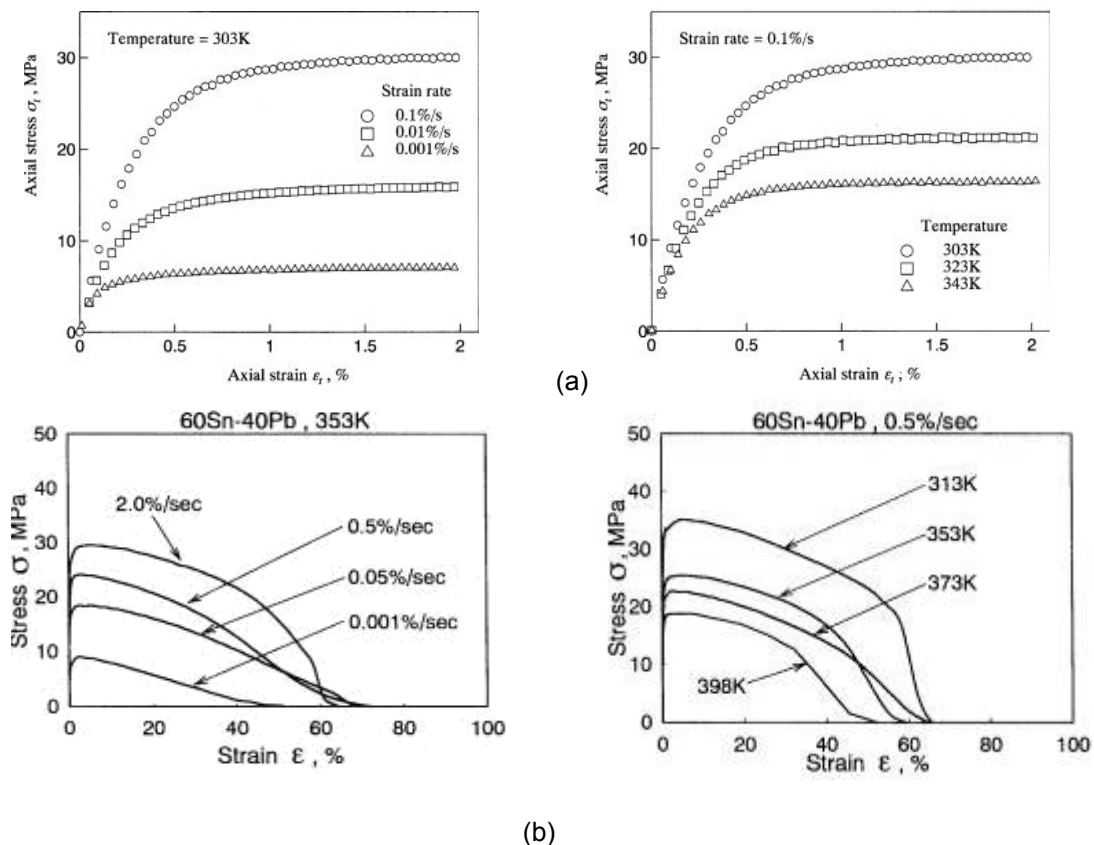 Temperature = 303K
Strain rate
0.1%/s
0.01%/s
0.001%/s
30
20
10
0
0
0.5
1
1.5
2
Axial stress σt , MPa
Axial strain εt , %
Strain rate = 0.1%/s
Temperature
303K
323K
343K
30
20
10
0
0
0.5
1
1.5
2
Axial stress σt , MPa
Axial strain εt ; %
(a)
60Sn-40Pb , 353K
50
40
30
20
10
0
0
20
40
60
80
100
2.0%/sec
0.5%/sec
0.05%/sec
0.001%/sec
Stress σ, MPa
Strain ε , %
60Sn-40Pb , 0.5%/sec
50
40
30
20
10
0
0
20
40
60
80
100
313K
353K
373K
398K
Stress σ, MPa
Strain ε , %
(b)